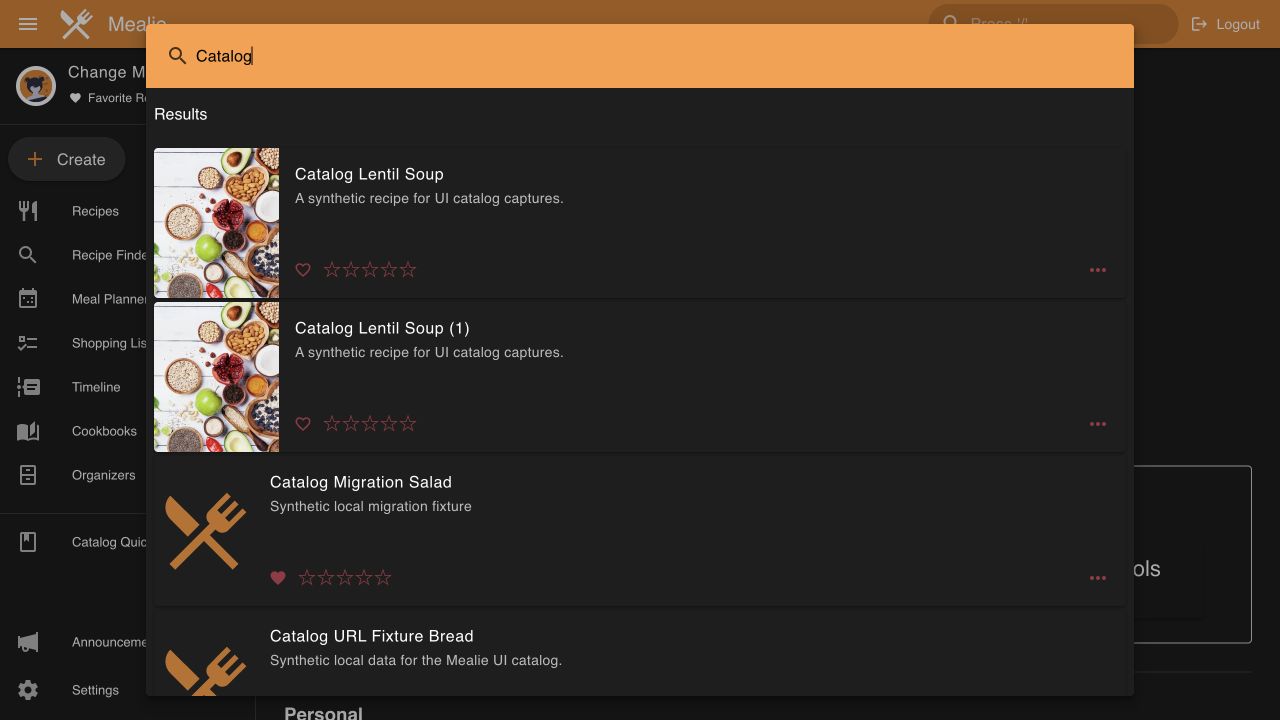 Mealie
Press '/'
Logout
Catalog
Change M
Favorite Re
Results
Create
Recipes
Recipe Finde
Meal Planner
Shopping Lis
Timeline
Cookbooks
Organizers
Catalog Quic
Announceme
Settings
Catalog Lentil Soup
A synthetic recipe for UI catalog captures.
Catalog Lentil Soup (1)
A synthetic recipe for UI catalog captures.
Catalog Migration Salad
Synthetic local migration fixture
Catalog URL Fixture Bread
Synthetic local data for the Mealie UI catalog.
ols
Personal